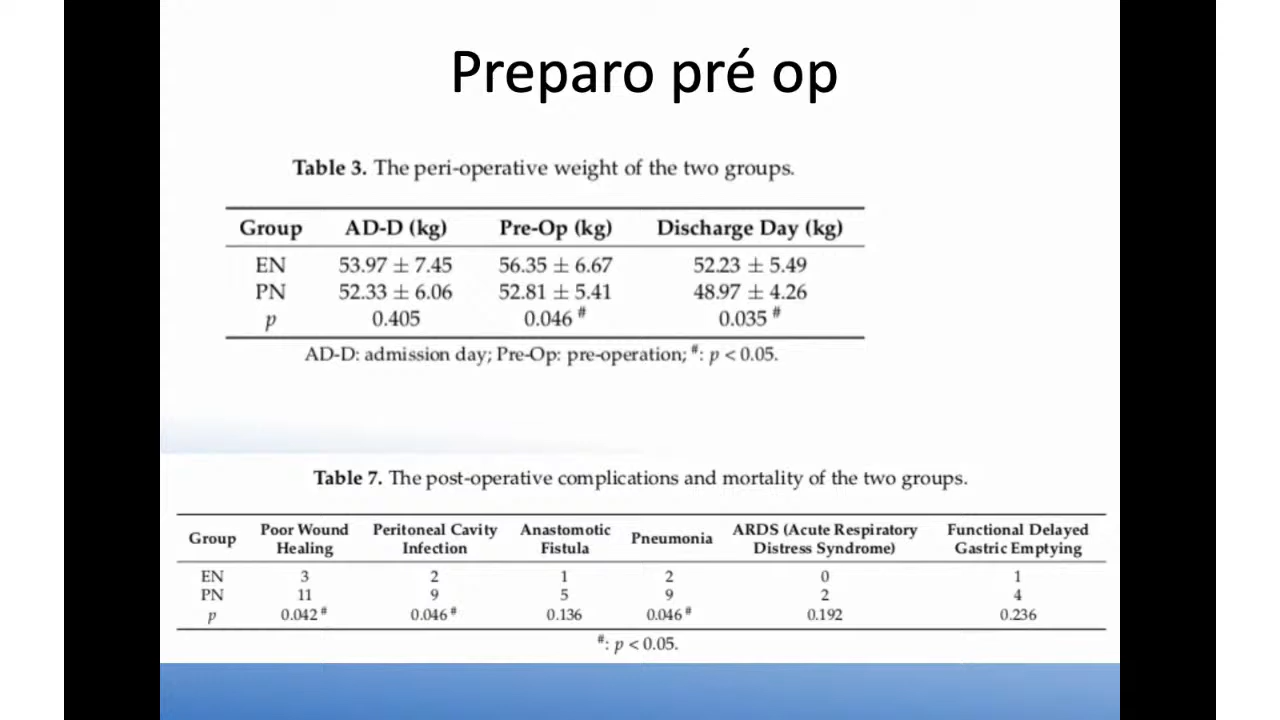 Preparo pré op
Table 3. The peri-operative weight of the two groups.
Group AD-D (kg) Pre-Op (kg) Discharge Day (kg)
EN 53.97 ± 7.45 56.35 ± 6.67 52.23 ± 5.49
PN 52.33 ± 6.06 52.81 ± 5.41 48.97 ± 4.26
p 0.405 0.046 # 0.035 #
AD-D: admission day; Pre-Op: pre-operation; #: p < 0.05.
Table 7. The post-operative complications and mortality of the two groups.
Group Poor Wound Healing Peritoneal Cavity Infection Anastomotic Fistula Pneumonia ARDS (Acute Respiratory Distress Syndrome) Functional Delayed Gastric Emptying
EN 3 2 1 2 0 1
PN 11 9 5 9 2 4
p 0.042 # 0.046 # 0.136 0.046 # 0.192 0.236
#: p < 0.05.